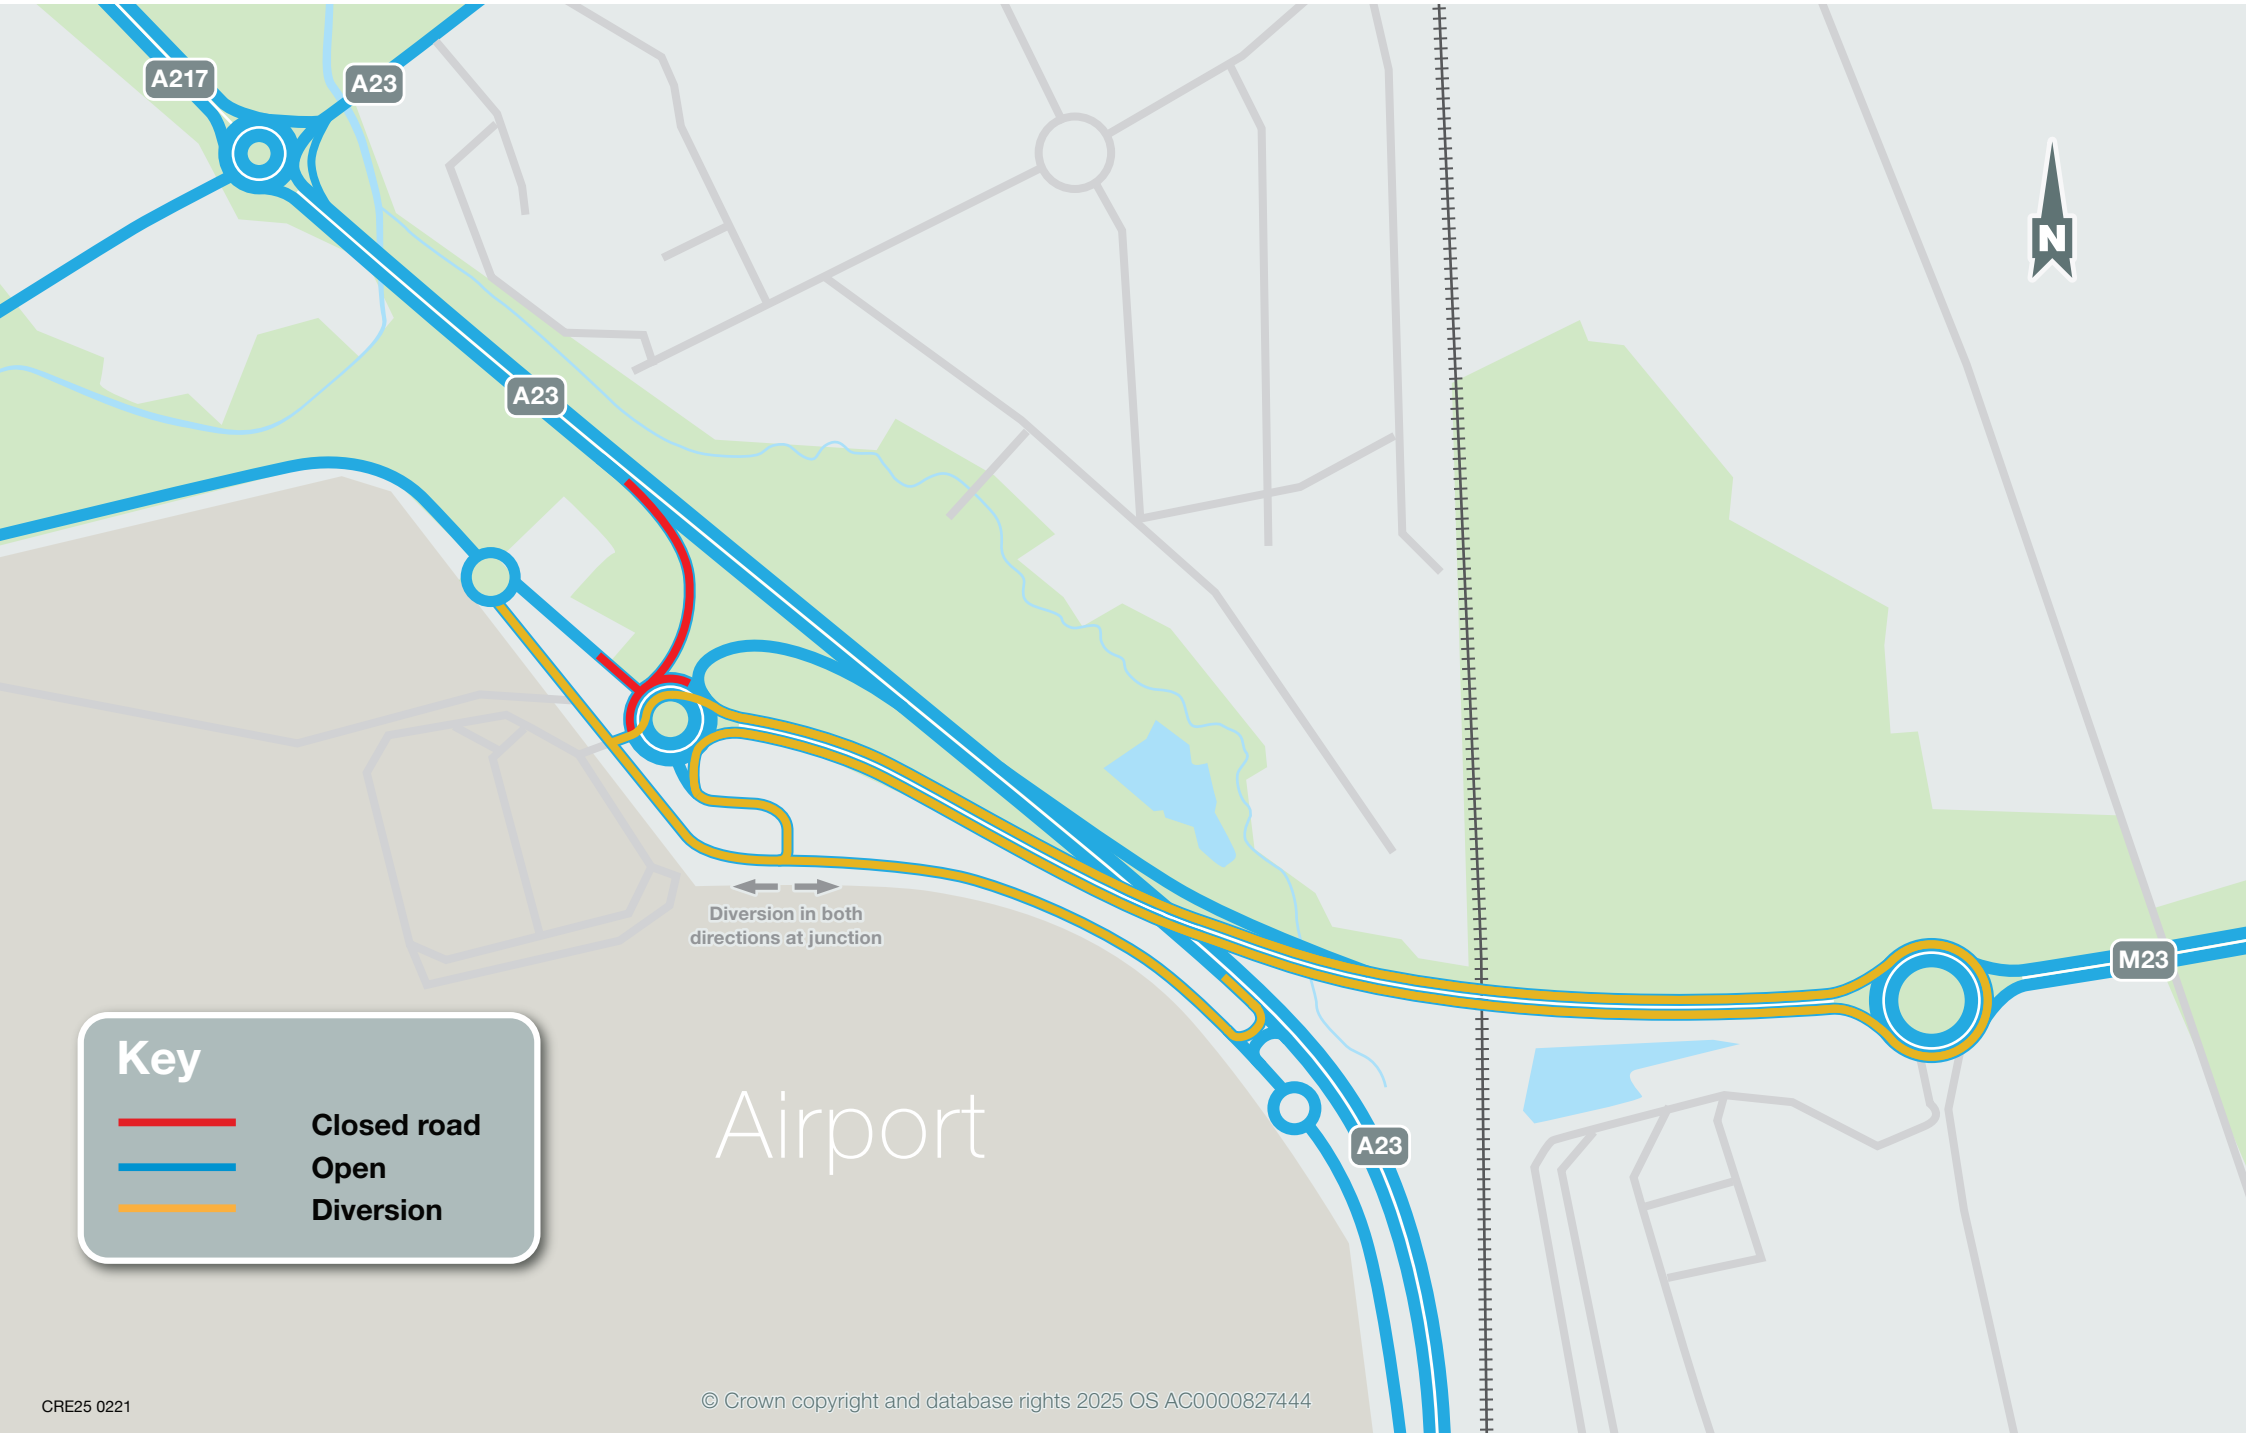 A217
A23
N
A23
Diversion in both
directions at junction
M23
Key
Closed road
Open
Diversion
Airport
A23
CRE25 0221
© Crown copyright and database rights 2025 OS AC0000827444